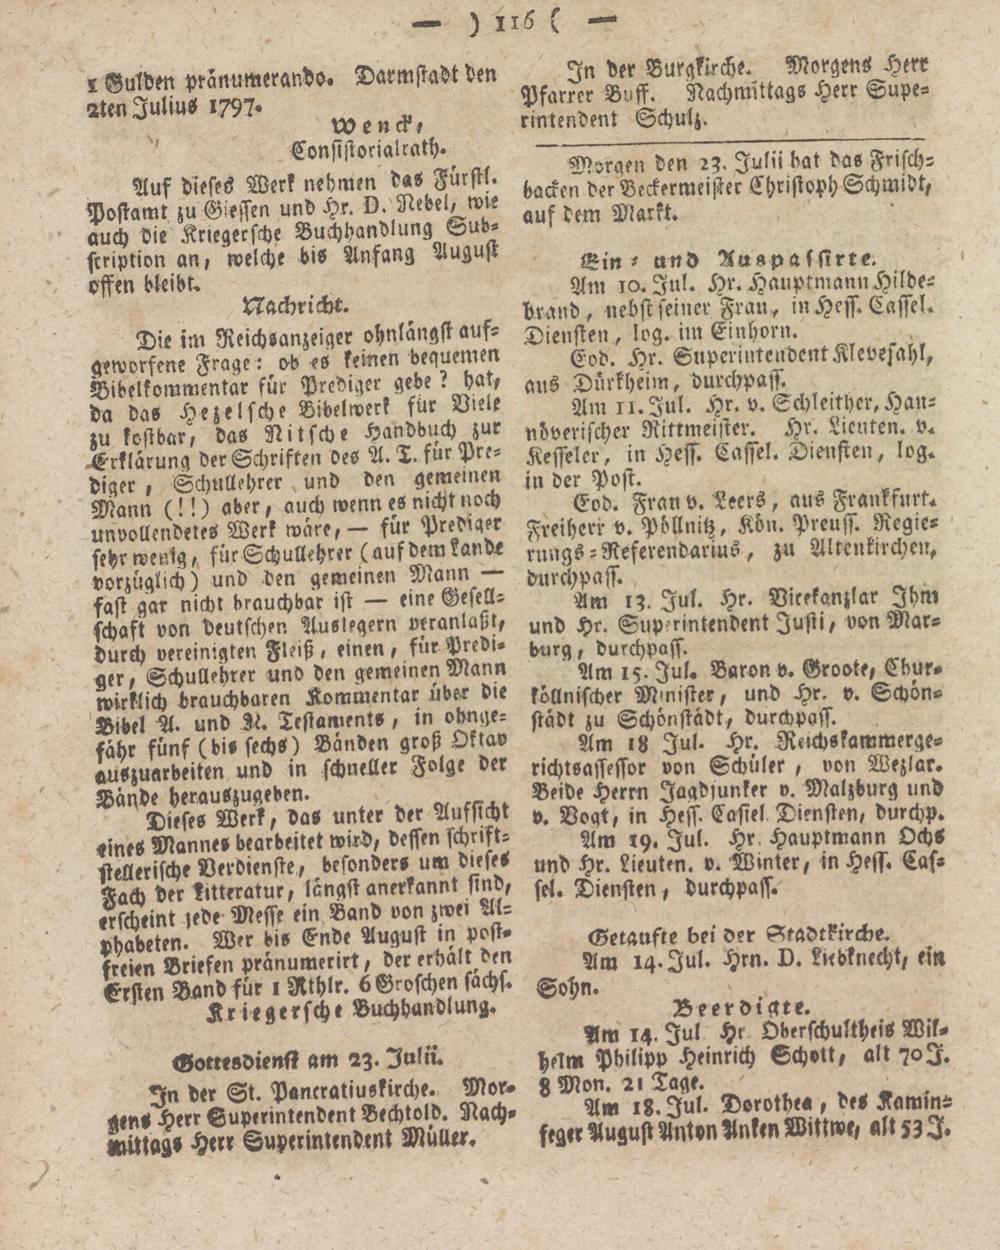 — ) 116 ( —
1 Gulden pränumerando. Darmstadt den
2ten Julius 1797.
Wenck,
Consistorialrath.
Auf dieses Werk nehmen das Fürstl.
Postamt zu Giessen und Hr. D. Nebel, wie
auch die Kriegersche Buchhandlung Sub-
scription an, welche bis Anfang August
offen bleibt.
Nachricht.
Die im Reichsanzeiger ohnlängst auf-
geworfene Frage: ob es keinen bequemen
Bibelkommentar für Prediger gebe? hat,
da das Hezelsche Bibelwerk für Viele
zu kostbar, das Nitsche Handbuch zur
Erklärung der Schriften des A. T. für Pre-
diger, Schullehrer und den gemeinen
Mann (!!) aber, auch wenn es nicht noch
unvollendetes Werk wäre, — für Prediger
sehr wenig, für Schullehrer (auf dem Lande
vorzüglich) und den gemeinen Mann —
fast gar nicht brauchbar ist — eine Gesell-
schaft von deutschen Auslegern veranlaßt,
durch vereinigten Fleiß, einen, für Predi-
ger, Schullehrer und den gemeinen Mann
wirklich brauchbaren Kommentar über die
Bibel A. und N. Testaments, in ohnge-
fähr fünf (bis sechs) Bänden groß Oktav
auszuarbeiten und in schneller Folge der
Bände herauszugeben.
Dieses Werk, das unter der Aufsicht
eines Mannes bearbeitet wird, dessen schrift-
stellerische Verdienste, besonders um dieses
Fach der Litteratur, längst anerkannt sind,
erscheint jede Messe ein Band von zwei Al-
phabeten. Wer bis Ende August in post-
freien Briefen pränumerirt, der erhält den
Ersten Band für 1 Rthlr. 6 Groschen sächs.
Kriegersche Buchhandlung.
Gottesdienst am 23. Julii.
In der St. Pancratiuskirche. Mor-
gens Herr Superintendent Bechtold. Nach-
mittags Herr Superintendent Müller.
In der Burgkirche. Morgens Herr
Pfarrer Buff. Nachmittags Herr Supe-
rintendent Schulz.
Morgen den 23. Julii hat das Frisch-
backen der Beckermeister Christoph Schmidt,
auf dem Markt.
Ein- und Auspassirte.
Am 10. Jul. Hr. Hauptmann Hilde-
brand, nebst seiner Frau, in Hess. Cassel.
Diensten, log. im Einhorn.
Eod. Hr. Superintendent Klevesahl,
aus Dürkheim, durchpass.
Am 11. Jul. Hr. v. Schleither, Han-
növerischer Rittmeister. Hr. Lieuten. v.
Kesseler, in Hess. Cassel. Diensten, log.
in der Post.
Eod. Frau v. Leers, aus Frankfurt.
Freiherr v. Pöllnitz, Kön. Preuss. Regie-
rungs-Referendarius, zu Altenkirchen,
durchpass.
Am 13. Jul. Hr. Vicekanzlar Ihm
und Hr. Superintendent Justi, von Mar-
burg, durchpass.
Am 15. Jul. Baron v. Groote, Chur-
köllnischer Minister, und Hr. v. Schön-
städt zu Schönstädt, durchpass.
Am 18 Jul. Hr. Reichskammerge-
richtsassessor von Schüler, von Wezlar.
Beide Herrn Jagdjunker v. Malzburg und
v. Vogt, in Hess. Cassel Diensten, durchp.
Am 19. Jul. Hr. Hauptmann Ochs
und Hr. Lieuten. v. Winter, in Hess. Cas-
sel. Diensten, durchpass.
Getaufte bei der Stadtkirche.
Am 14. Jul. Hrn. D. Liebknecht, ein
Sohn.
Beerdigte.
Am 14. Jul Hr Oberschultheis Wil-
helm Philipp Heinrich Schott, alt 70 J.
8 Mon. 21 Tage.
Am 18. Jul. Dorothea, des Kamin-
feger August Anton Anken Wittwe, alt 53 J.